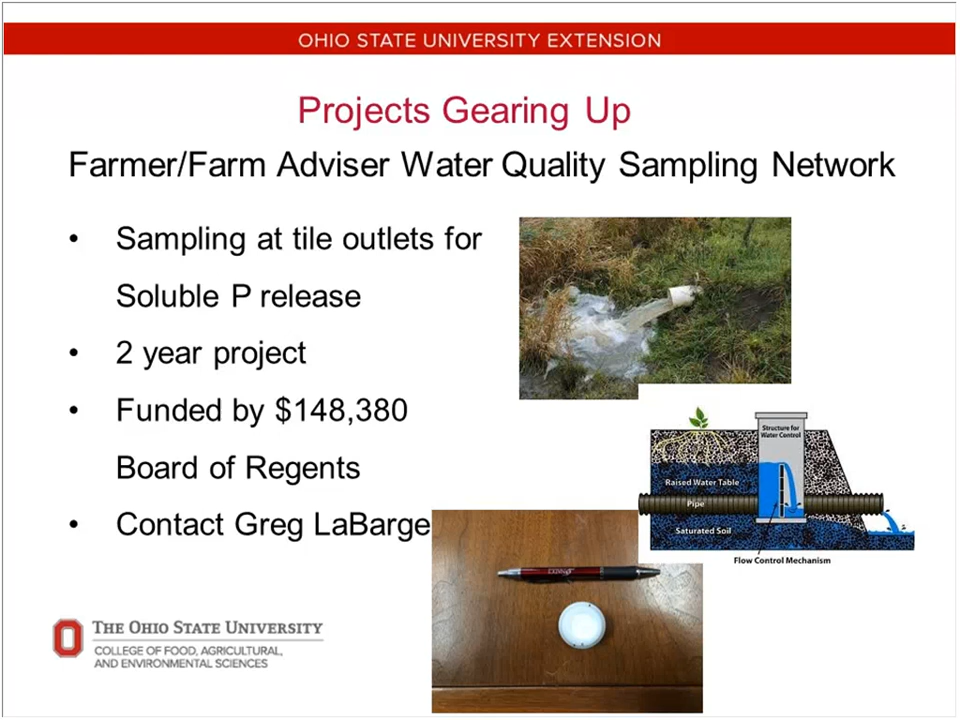 OHIO STATE UNIVERSITY EXTENSION
Projects Gearing Up
Farmer/Farm Adviser Water Quality Sampling Network
• Sampling at tile outlets for
Soluble P release
• 2 year project
• Funded by $148,380
Board of Regents
• Contact Greg LaBarge
Structure for
Water Control
Raised Water Table
Pipe
Saturated Soil
Flow Control Mechanism
THE OHIO STATE UNIVERSITY
COLLEGE OF FOOD, AGRICULTURAL,
AND ENVIRONMENTAL SCIENCES